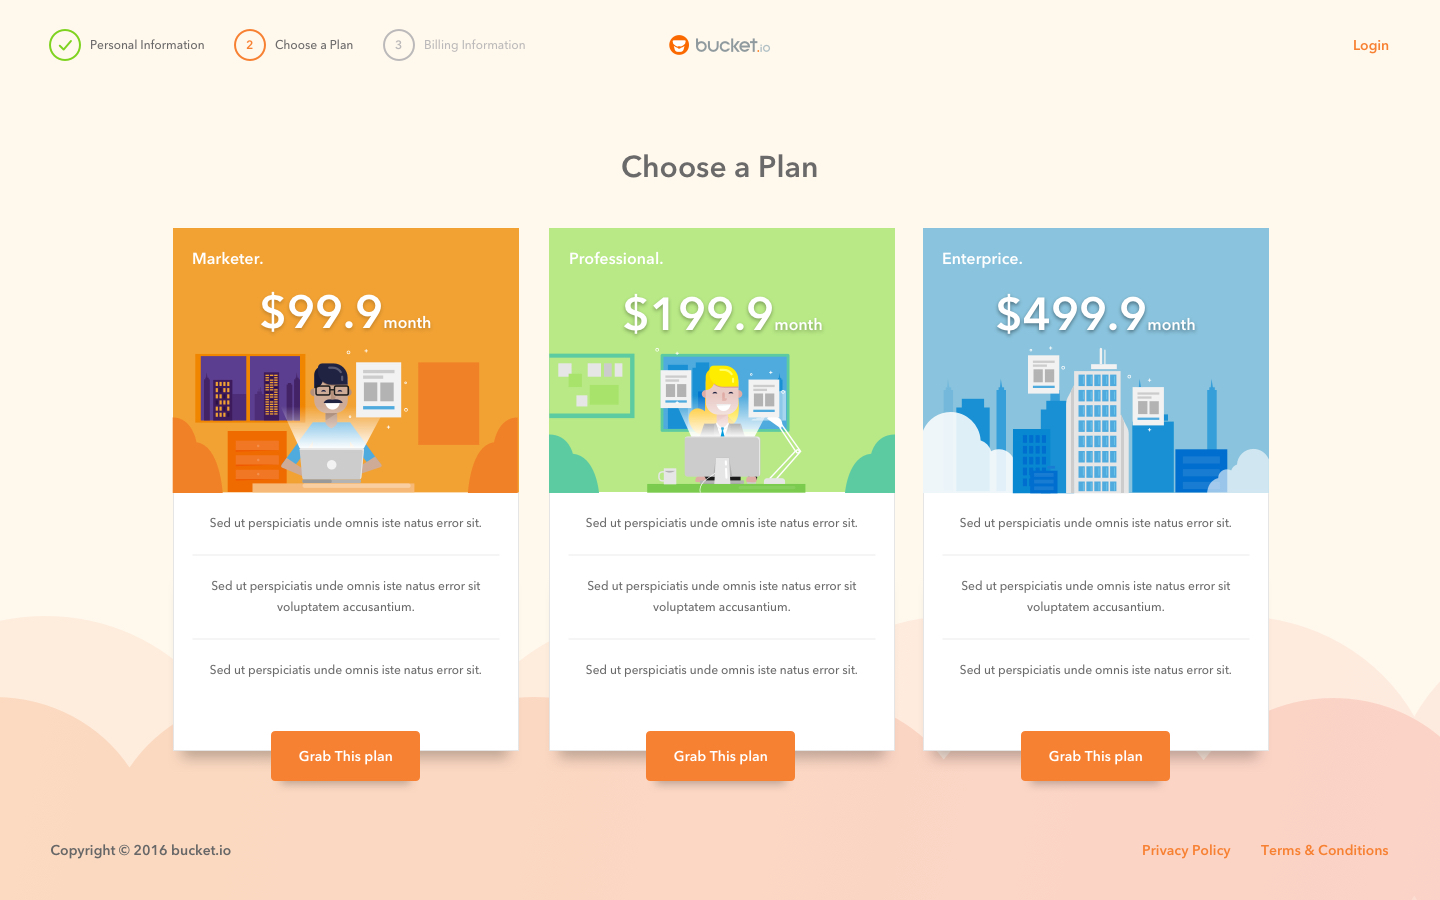 Personal Information
2
Choose a Plan
3
Billing Information
bucket.io
Login
Choose a Plan
Marketer.
$99.9month
Sed ut perspiciatis unde omnis iste natus error sit.
Sed ut perspiciatis unde omnis iste natus error sit
voluptatem accusantium.
Sed ut perspiciatis unde omnis iste natus error sit.
Grab This plan
Professional.
$199.9month
Sed ut perspiciatis unde omnis iste natus error sit.
Sed ut perspiciatis unde omnis iste natus error sit
voluptatem accusantium.
Sed ut perspiciatis unde omnis iste natus error sit.
Grab This plan
Enterprice.
$499.9month
Sed ut perspiciatis unde omnis iste natus error sit.
Sed ut perspiciatis unde omnis iste natus error sit
voluptatem accusantium.
Sed ut perspiciatis unde omnis iste natus error sit.
Grab This plan
Copyright © 2016 bucket.io
Privacy Policy
Terms & Conditions